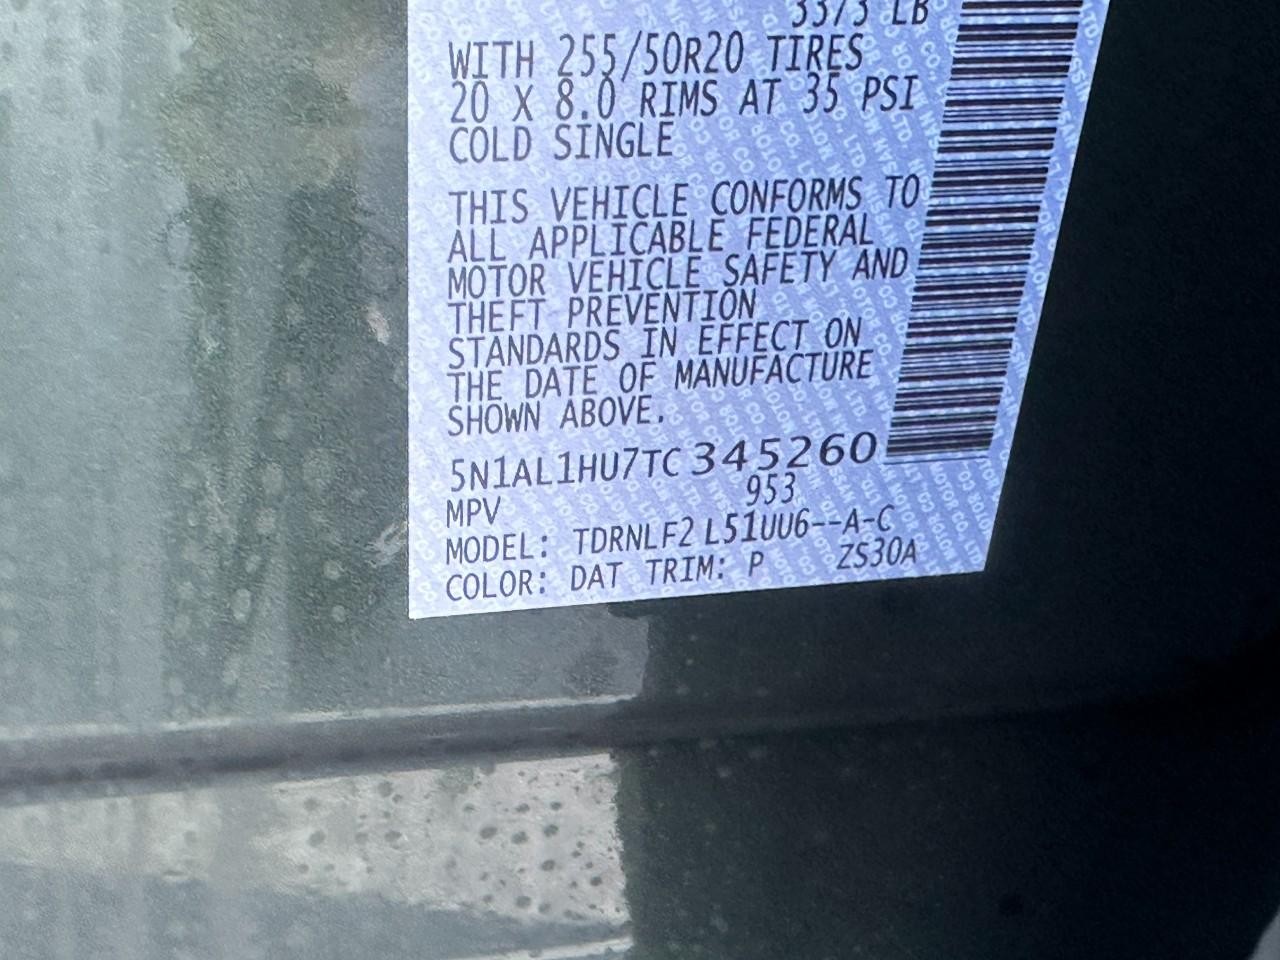 3373 LB
WITH 255/50R20 TIRES
20 X 8.0 RIMS AT 35 PSI
COLD SINGLE
THIS VEHICLE CONFORMS TO
ALL APPLICABLE FEDERAL
MOTOR VEHICLE SAFETY AND
THEFT PREVENTION
STANDARDS IN EFFECT ON
THE DATE OF MANUFACTURE
SHOWN ABOVE.
5N1AL1HU7TC345260
MPV 953
MODEL: TDRNLF2 L51UU6--A-C
COLOR: DAT TRIM: P ZS30A